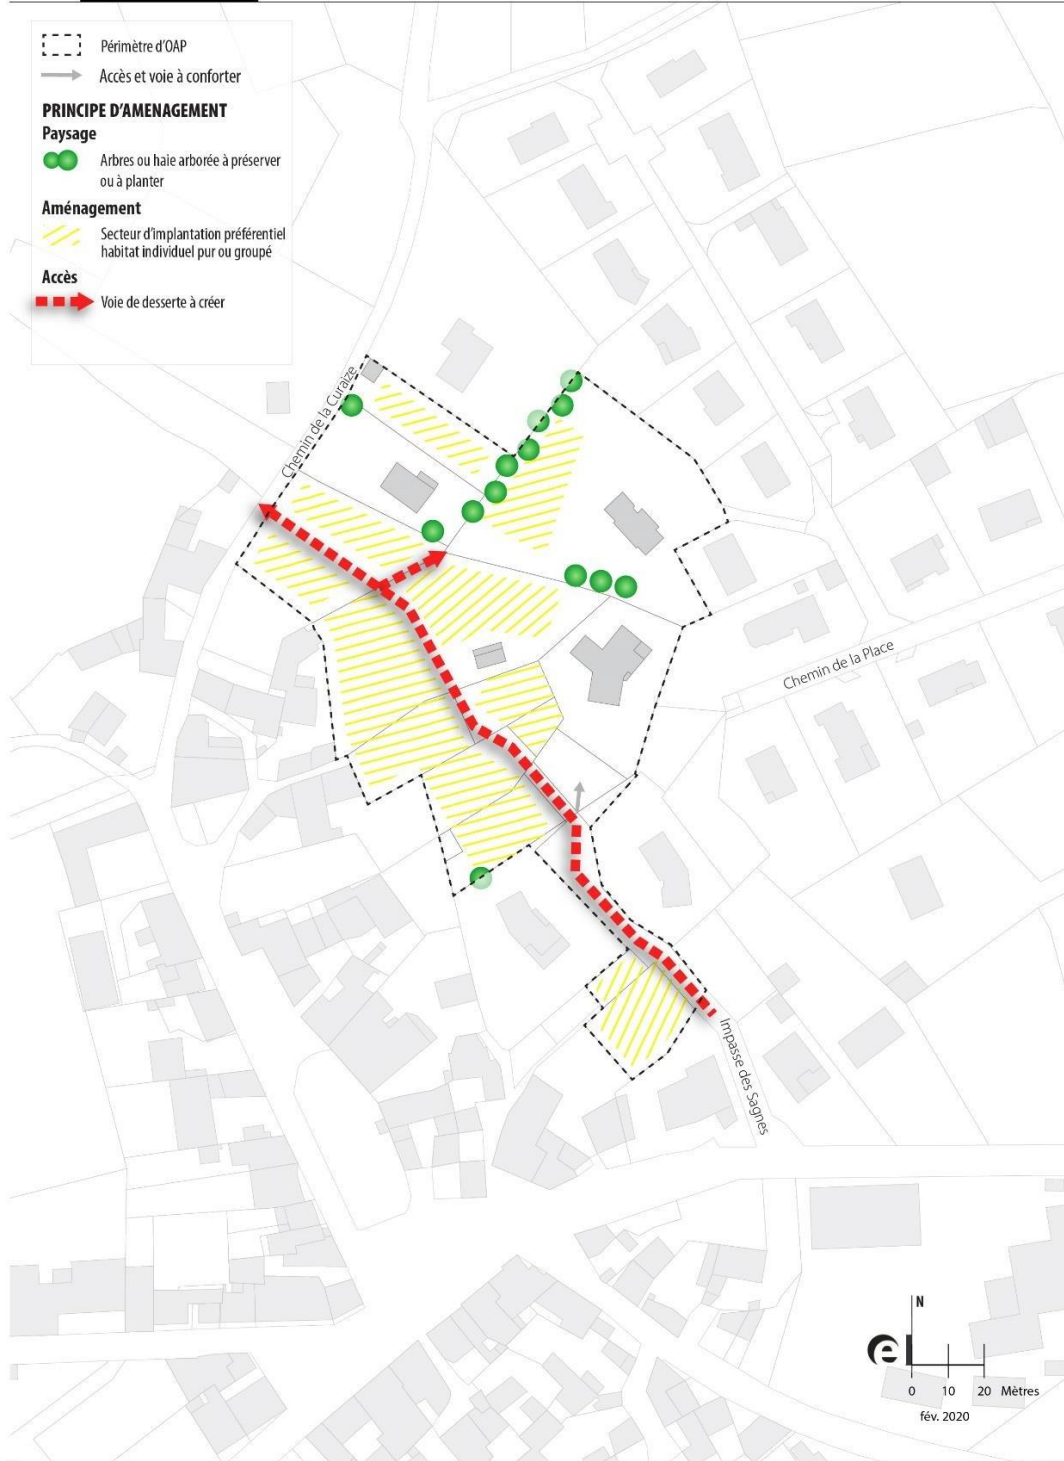 Périmètre d'OAP
Accès et voie à conforter
PRINCIPE D'AMENAGEMENT
Paysage
Arbres ou haie arborée à préserver
ou à planter
Aménagement
Secteur d'implantation préférentiel
habitat individuel pur ou groupé
Accès
Voie de desserte à créer
Chemin de la Curaize
Chemin de la Place
Impasse des Sagnes
N
e
0 10 20 Mètres
fév. 2020